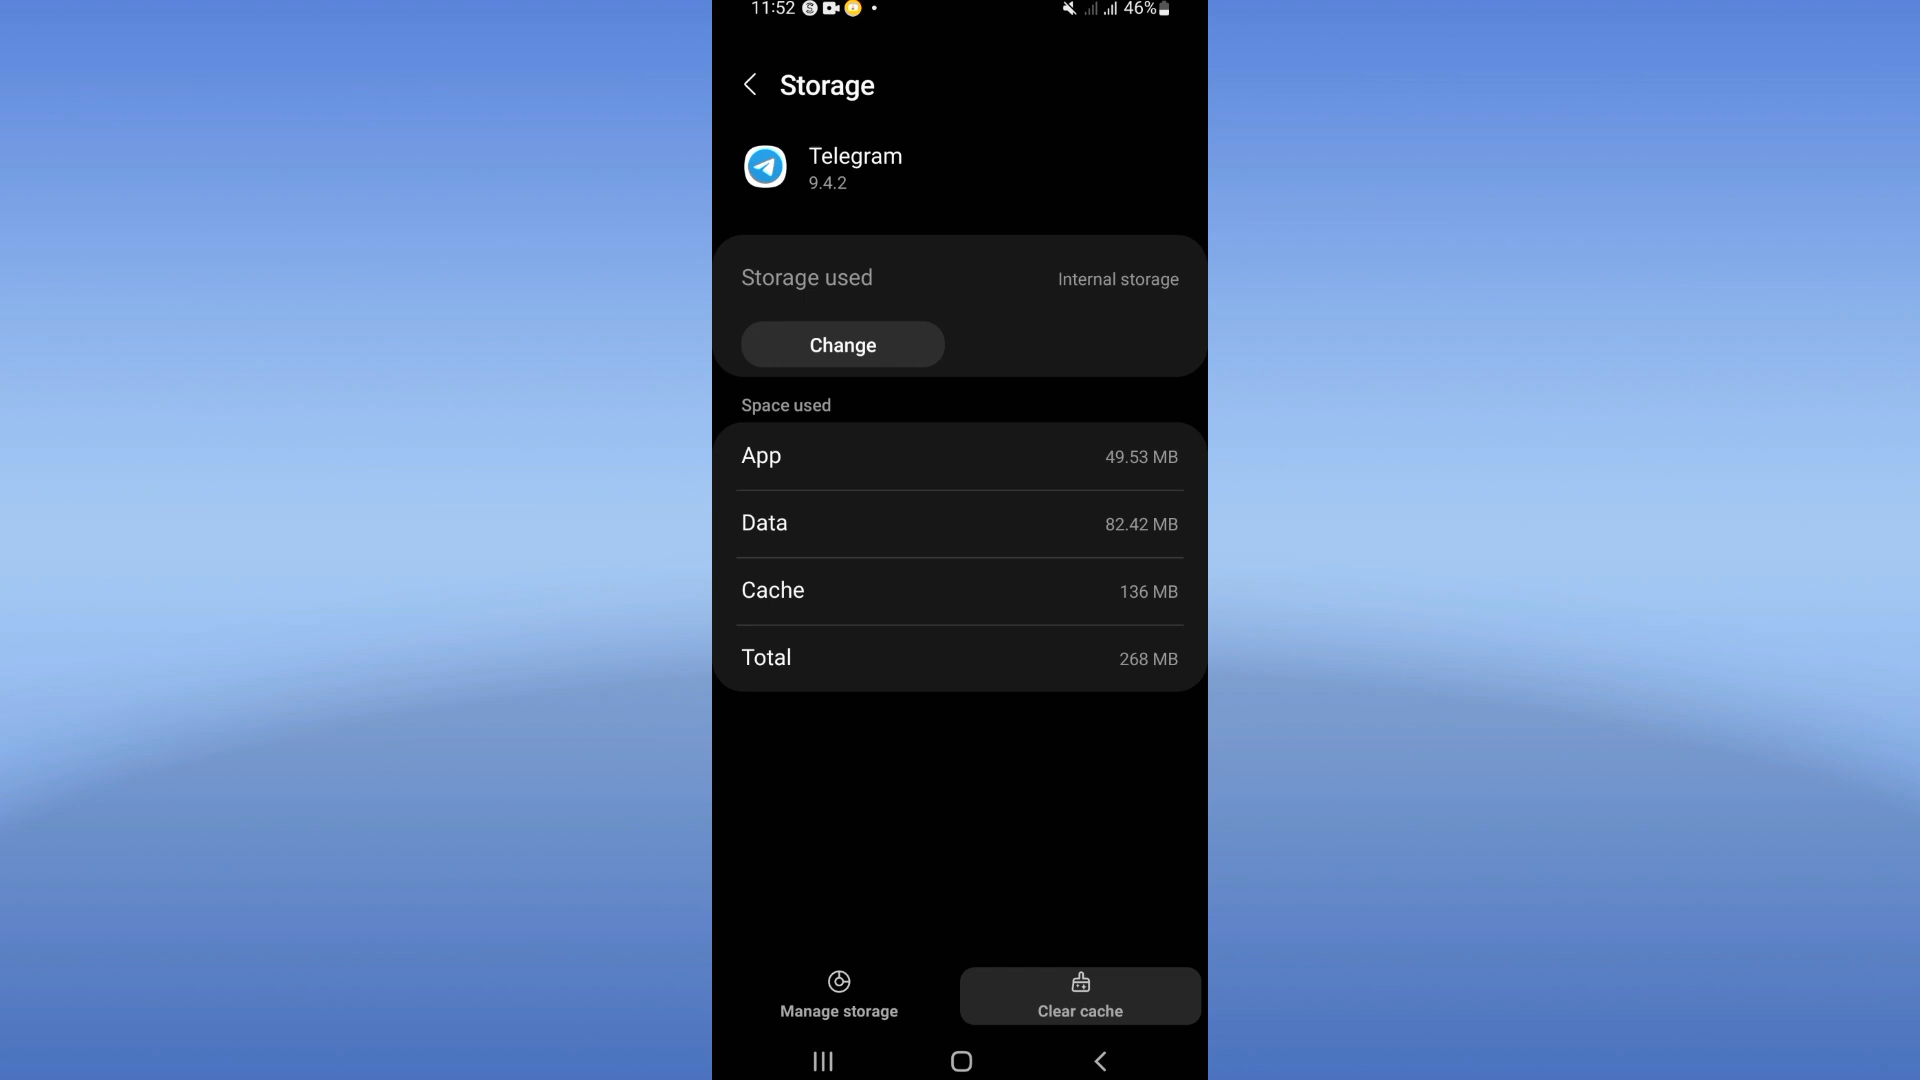 11:52 46%
Storage
Telegram
9.4.2
Storage used Internal storage
Change
Space used
App 49.53 MB
Data 82.42 MB
Cache 136 MB
Total 268 MB
Manage storage Clear cache